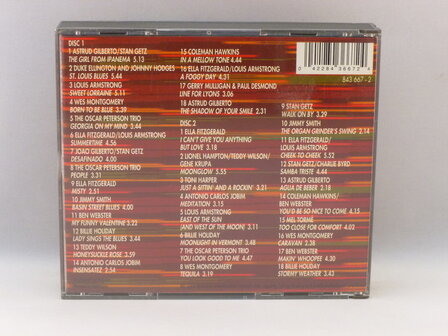 DISC 1
1 ASTRUD GILBERTO/STAN GETZ
THE GIRL FROM IPANEMA 5.13
2 DUKE ELLINGTON AND JOHNNY HODGES
ST. LOUIS BLUES 5.38
3 LOUIS ARMSTRONG
SWEET LORRAINE 5.12
4 WES MONTGOMERY
BORN TO BE BLUE 3.39
5 THE OSCAR PETERSON TRIO
GEORGIA ON MY MIND 3.44
6 ELLA FITZGERALD/LOUIS ARMSTRONG
SUMMERTIME 4.56
7 JOAO GILBERTO/STAN GETZ
DESAFINADO 4.00
8 THE OSCAR PETERSON TRIO
PEOPLE 3.31
9 ELLA FITZGERALD
MISTY 2.51
10 JIMMY SMITH
BASIN STREET BLUES 4.00
11 BEN WEBSTER
MY FUNNY VALENTINE 3.22
12 BILLIE HOLIDAY
LADY SINGS THE BLUES 3.45
13 TEDDY WILSON
HONEYSUCKLE ROSE 3.59
14 ANTONIO CARLOS JOBIM
INSENSATEZ 2.54
15 COLEMAN HAWKINS
IN A MELLOW TONE 4.44
16 ELLA FITZGERALD/LOUIS ARMSTRONG
A FOGGY DAY 4.31
17 GERRY MULLIGAN & PAUL DESMOND
LINE FOR LYONS 3.06
18 ASTRUD GILBERTO
THE SHADOW OF YOUR SMILE 2.31
DISC 2
1 ELLA FITZGERALD
I CAN'T GIVE YOU ANYTHING
BUT LOVE 3.18
2 LIONEL HAMPTON/TEDDY WILSON/
GENE KRUPA
MOONGLOW 5.55
3 TONI HARPER
JUST A SITTIN' AND A ROCKIN' 3.21
4 ANTONIO CARLOS JOBIM
MEDITATION 3.15
5 LOUIS ARMSTRONG
EAST OF THE SUN
(AND WEST OF THE MOON) 3.11
6 BILLIE HOLIDAY
MOONLIGHT IN VERMONT 3.48
7 THE OSCAR PETERSON TRIO
YOU LOOK GOOD TO ME 4.47
8 WES MONTGOMERY
TEQUILA 3.19
9 STAN GETZ
WALK ON BY 3.29
10 JIMMY SMITH
THE ORGAN GRINDER'S SWING 2.14
11 ELLA FITZGERALD/
LOUIS ARMSTRONG
CHEEK TO CHEEK 5.53
12 STAN GETZ/CHARLIE BYRD
SAMBA TRISTE 4.44
13 ASTRUD GILBERTO
AGUA DE BEBER 2.18
14 COLEMAN HAWKINS/
BEN WEBSTER
YOU'D BE SO NICE TO COME 4.15
15 MEL TORMÉ
TOO CLOSE FOR COMFORT 4.02
16 WES MONTGOMERY
CARAVAN 2.38
17 BEN WEBSTER
MAKIN' WHOOPEE 4.30
18 BILLIE HOLIDAY
STORMY WEATHER 3.43
0 42284 36672 4
843 667-2